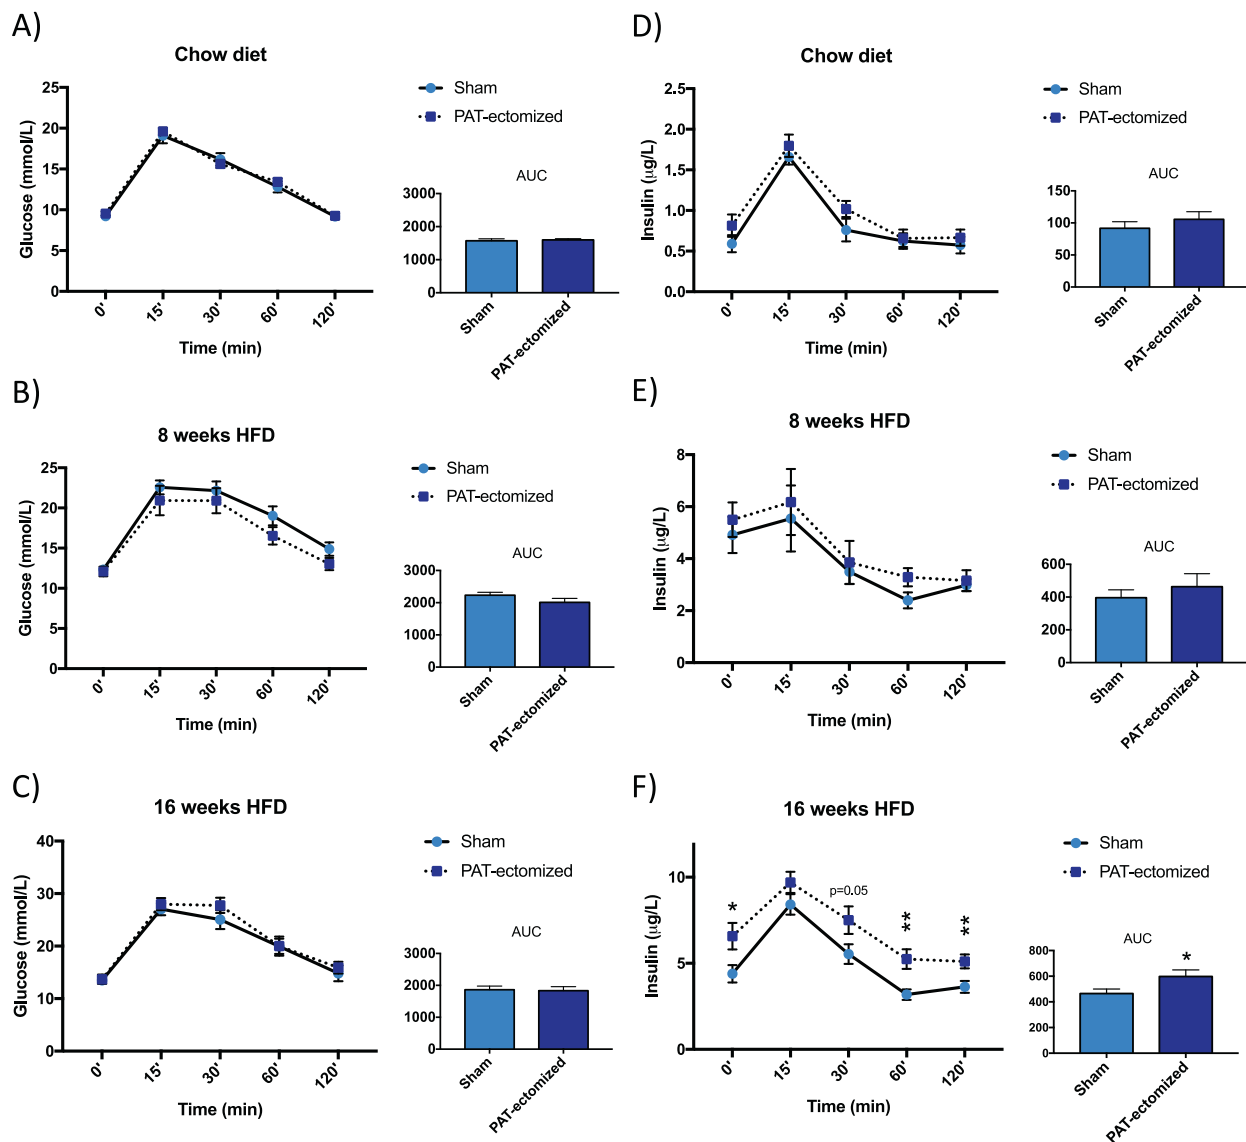 A)
Chow diet
Glucose (mmol/L)
25
20
15
10
5
0
0'
15'
30'
60'
120'
Time (min)
Sham
PAT-ectomized
AUC
3000
2000
1000
0
Sham
PAT-ectomized
B)
8 weeks HFD
Glucose (mmol/L)
25
20
15
10
5
0
0'
15'
30'
60'
120'
Time (min)
Sham
PAT-ectomized
AUC
3000
2000
1000
0
Sham
PAT-ectomized
C)
16 weeks HFD
Glucose (mmol/L)
40
30
20
10
0
0'
15'
30'
60'
120'
Time (min)
Sham
PAT-ectomized
AUC
3000
2000
1000
0
Sham
PAT-ectomized
D)
Chow diet
Insulin (µg/L)
2.5
2.0
1.5
1.0
0.5
0.0
0'
15'
30'
60'
120'
Time (min)
Sham
PAT-ectomized
AUC
150
100
50
0
Sham
PAT-ectomized
E)
8 weeks HFD
Insulin (µg/L)
8
6
4
2
0
0'
15'
30'
60'
120'
Time (min)
Sham
PAT-ectomized
AUC
600
400
200
0
Sham
PAT-ectomized
F)
16 weeks HFD
Insulin (µg/L)
10
5
0
*
p=0.05
**
**
0'
15'
30'
60'
120'
Time (min)
Sham
PAT-ectomized
AUC
*
800
600
400
200
0
Sham
PAT-ectomized